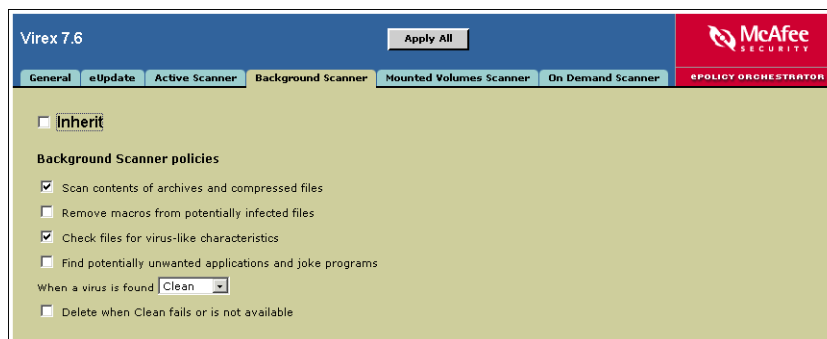 Virex 7.6
Apply All
McAfee
SECURITY
General
eUpdate
Active Scanner
Background Scanner
Mounted Volumes Scanner
On Demand Scanner
ePOLICY ORCHESTRATOR
Inherit
Background Scanner policies
Scan contents of archives and compressed files
Remove macros from potentially infected files
Check files for virus-like characteristics
Find potentially unwanted applications and joke programs
When a virus is found Clean
Delete when Clean fails or is not available